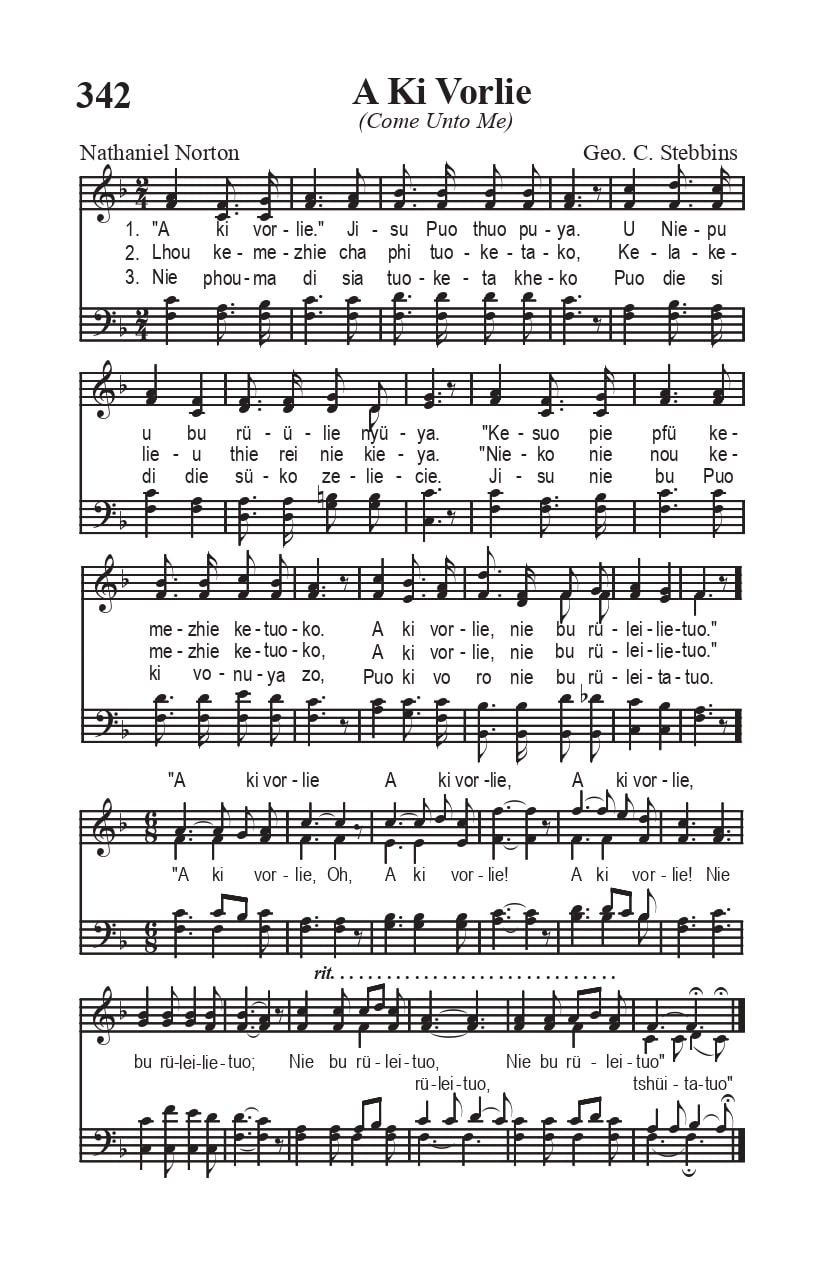 342
A Ki Vorlie
(Come Unto Me)
Nathaniel Norton Geo. C. Stebbins
1. "A ki vor-lie." Ji-su Puo thuo pu-ya. U Nie-pu
2. Lhou ke-me-zhie cha phi tuo-ke-ta-ko, Ke-la-ke-
3. Nie phou-ma di sia tuo-ke-ta khe-ko Puo die si
u bu rü-ü-lie nyü-ya. "Ke-suo pie pfü ke-
lie-u thie rei nie kie-ya. "Nie-ko nie nou ke-
di die sü-ko ze-lie-cie. Ji-su nie bu Puo
me-zhie ke-tuo-ko. A ki vor-lie, nie bu rü-lei-lie-tuo."
me-zhie ke-tuo-ko, A ki vor-lie, nie bu rü-lei-lie-tuo."
ki vo-nu-ya zo, Puo ki vo ro nie bu rü-lei-ta-tuo.
"A ki vor-lie A ki vor-lie, A ki vor-lie,
"A ki vor-lie, Oh, A ki vor-lie! A ki vor-lie! Nie
rit. . . . . . . . . . . . . . . . . . . . . . . . . . . . .
bu rü-lei-lie-tuo; Nie bu rü-lei-tuo, Nie bu rü-lei-tuo"
rü-lei-tuo, tshüi-ta-tuo"